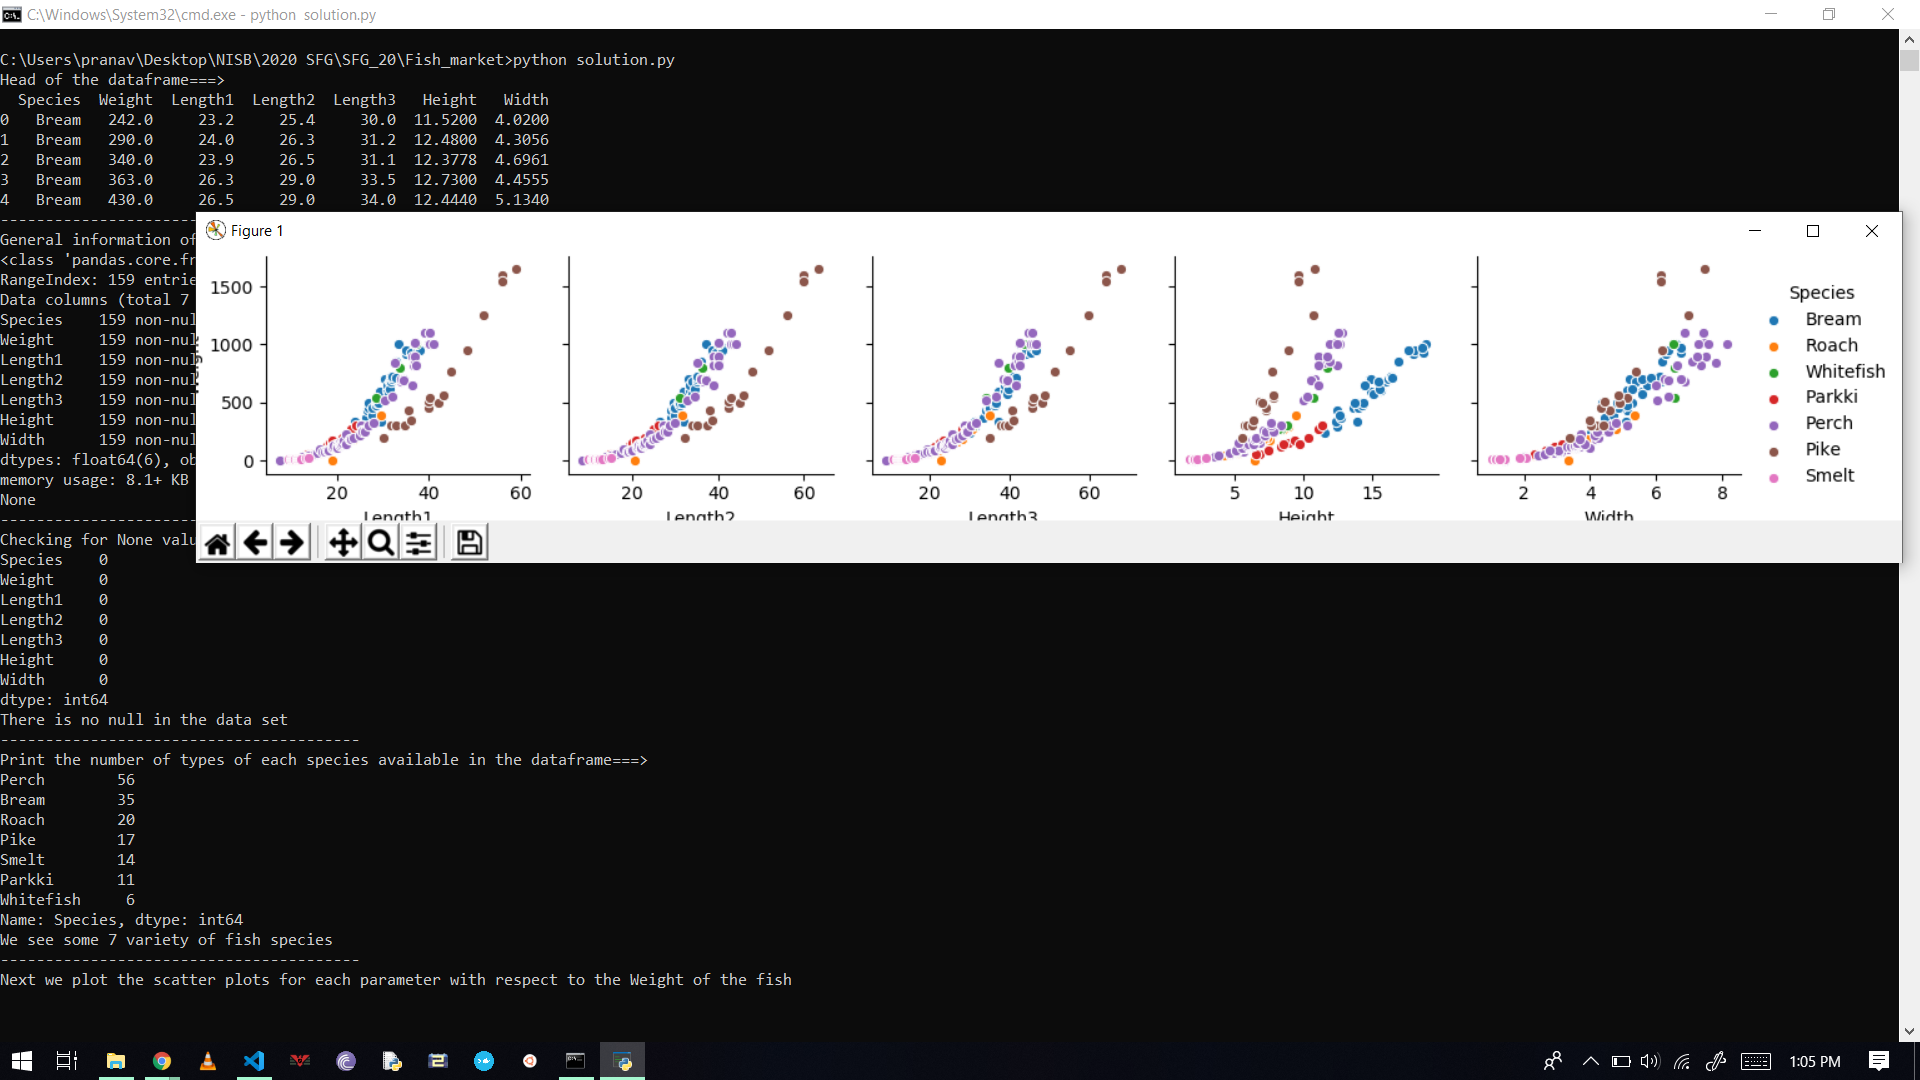 C:\Windows\System32\cmd.exe - python  solution.py
C:\Users\pranav\Desktop\NISB\2020 SFG\SFG_20\Fish_market>python solution.py
Head of the dataframe===>
  Species  Weight  Length1  Length2  Length3   Height   Width
0   Bream   242.0     23.2     25.4     30.0  11.5200  4.0200
1   Bream   290.0     24.0     26.3     31.2  12.4800  4.3056
2   Bream   340.0     23.9     26.5     31.1  12.3778  4.6961
3   Bream   363.0     26.3     29.0     33.5  12.7300  4.4555
4   Bream   430.0     26.5     29.0     34.0  12.4440  5.1340
----------------------
General information of
<class 'pandas.core.fr
RangeIndex: 159 entrie
Data columns (total 7
Species    159 non-nul
Weight     159 non-nul
Length1    159 non-nul
Length2    159 non-nul
Length3    159 non-nul
Height     159 non-nul
Width      159 non-nul
dtypes: float64(6), ob
memory usage: 8.1+ KB
None
----------------------
Checking for None valu
Species    0
Weight     0
Length1    0
Length2    0
Length3    0
Height     0
Width      0
dtype: int64
There is no null in the data set
----------------------------------------
Print the number of types of each species available in the dataframe===>
Perch        56
Bream        35
Roach        20
Pike         17
Smelt        14
Parkki       11
Whitefish     6
Name: Species, dtype: int64
We see some 7 variety of fish species
----------------------------------------
Next we plot the scatter plots for each parameter with respect to the Weight of the fish
Figure 1
1500
1000
500
0
20 40 60
Length1
20 40 60
Length2
20 40 60
Length3
5 10 15
Height
2 4 6 8
Width
Species
Bream
Roach
Whitefish
Parkki
Perch
Pike
Smelt
1:05 PM